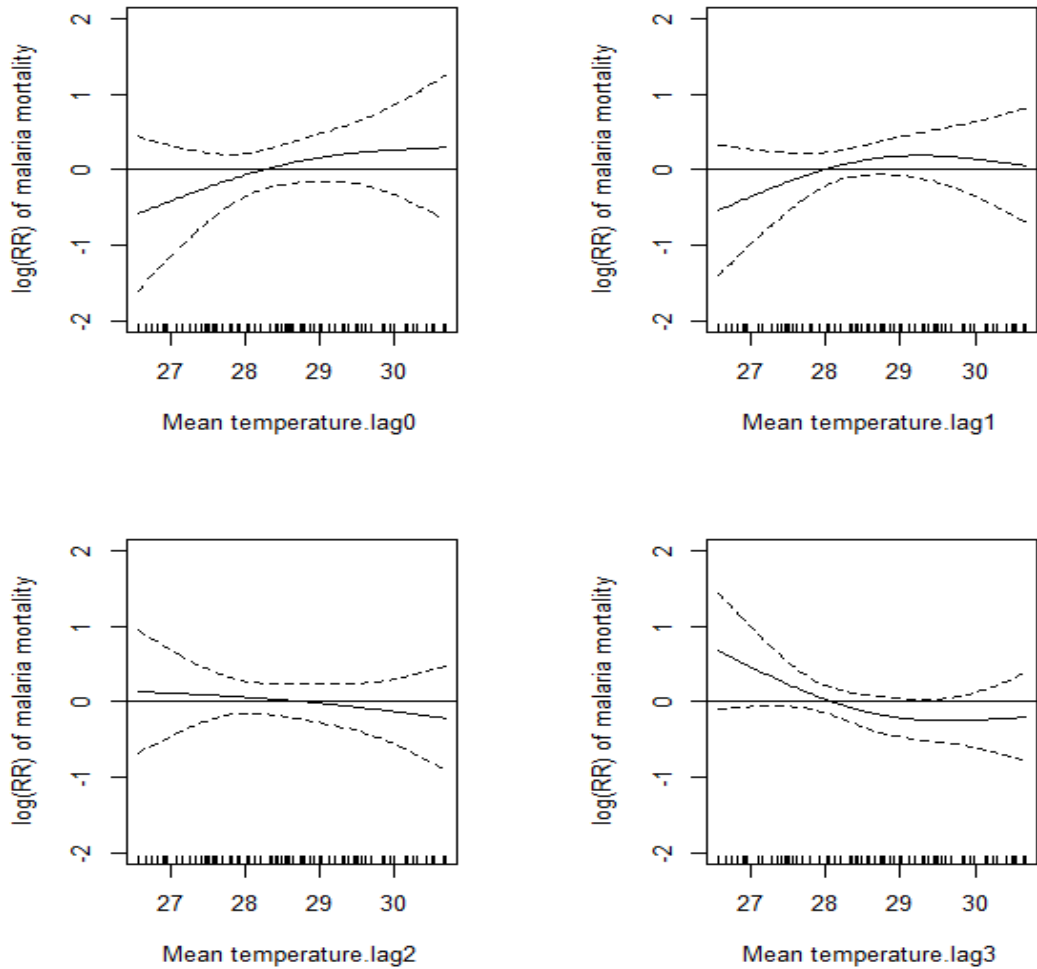 log(RR) of malaria mortality
2
1
0
-1
-2
27 28 29 30
Mean temperature.lag0
log(RR) of malaria mortality
2
1
0
-1
-2
27 28 29 30
Mean temperature.lag1
log(RR) of malaria mortality
2
1
0
-1
-2
27 28 29 30
Mean temperature.lag2
log(RR) of malaria mortality
2
1
0
-1
-2
27 28 29 30
Mean temperature.lag3